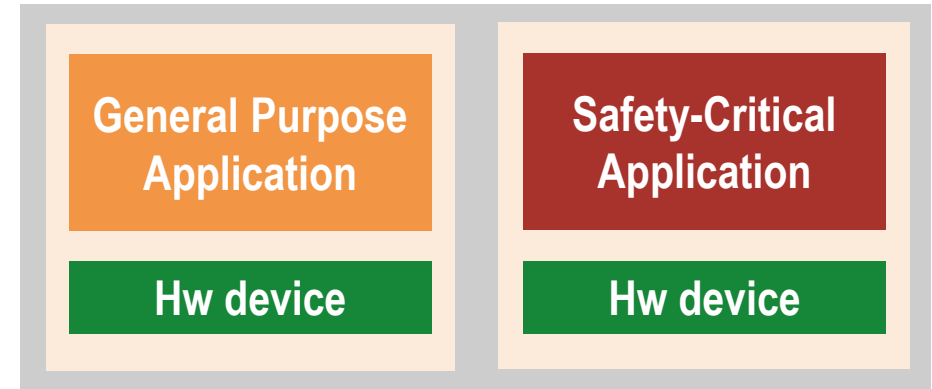 General Purpose
Application
Hw device
Safety-Critical
Application
Hw device